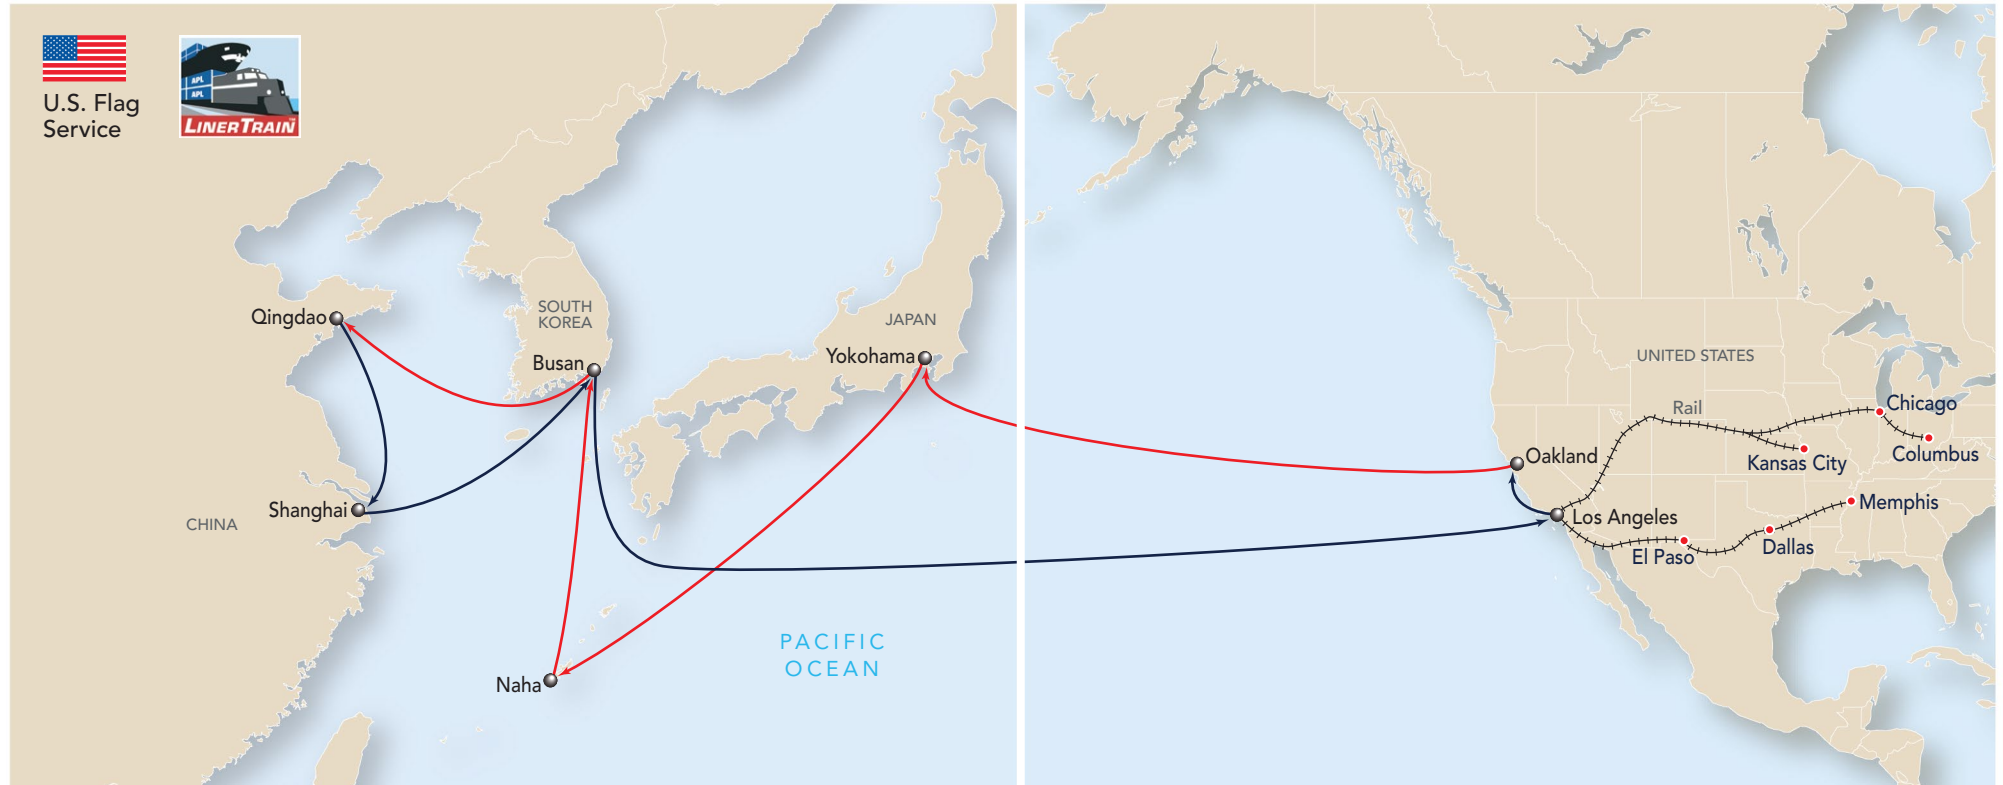 U.S. Flag
Service
APL
APL
LINERTRAIN
Qingdao
SOUTH
KOREA
Busan
JAPAN
Yokohama
Shanghai
CHINA
PACIFIC
OCEAN
Naha
UNITED STATES
Rail
Chicago
Columbus
Kansas City
Oakland
Los Angeles
Memphis
Dallas
El Paso